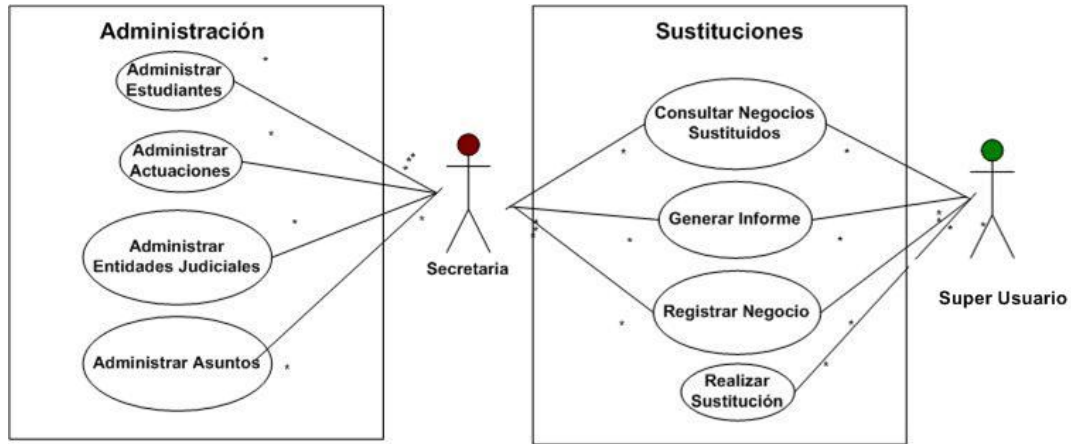 Administración
Administrar
Estudiantes
Administrar
Actuaciones
Administrar
Entidades Judiciales
Administrar Asuntos
Secretaria
Sustituciones
Consultar Negocios
Sustituidos
Generar Informe
Registrar Negocio
Realizar
Sustitución
Super Usuario